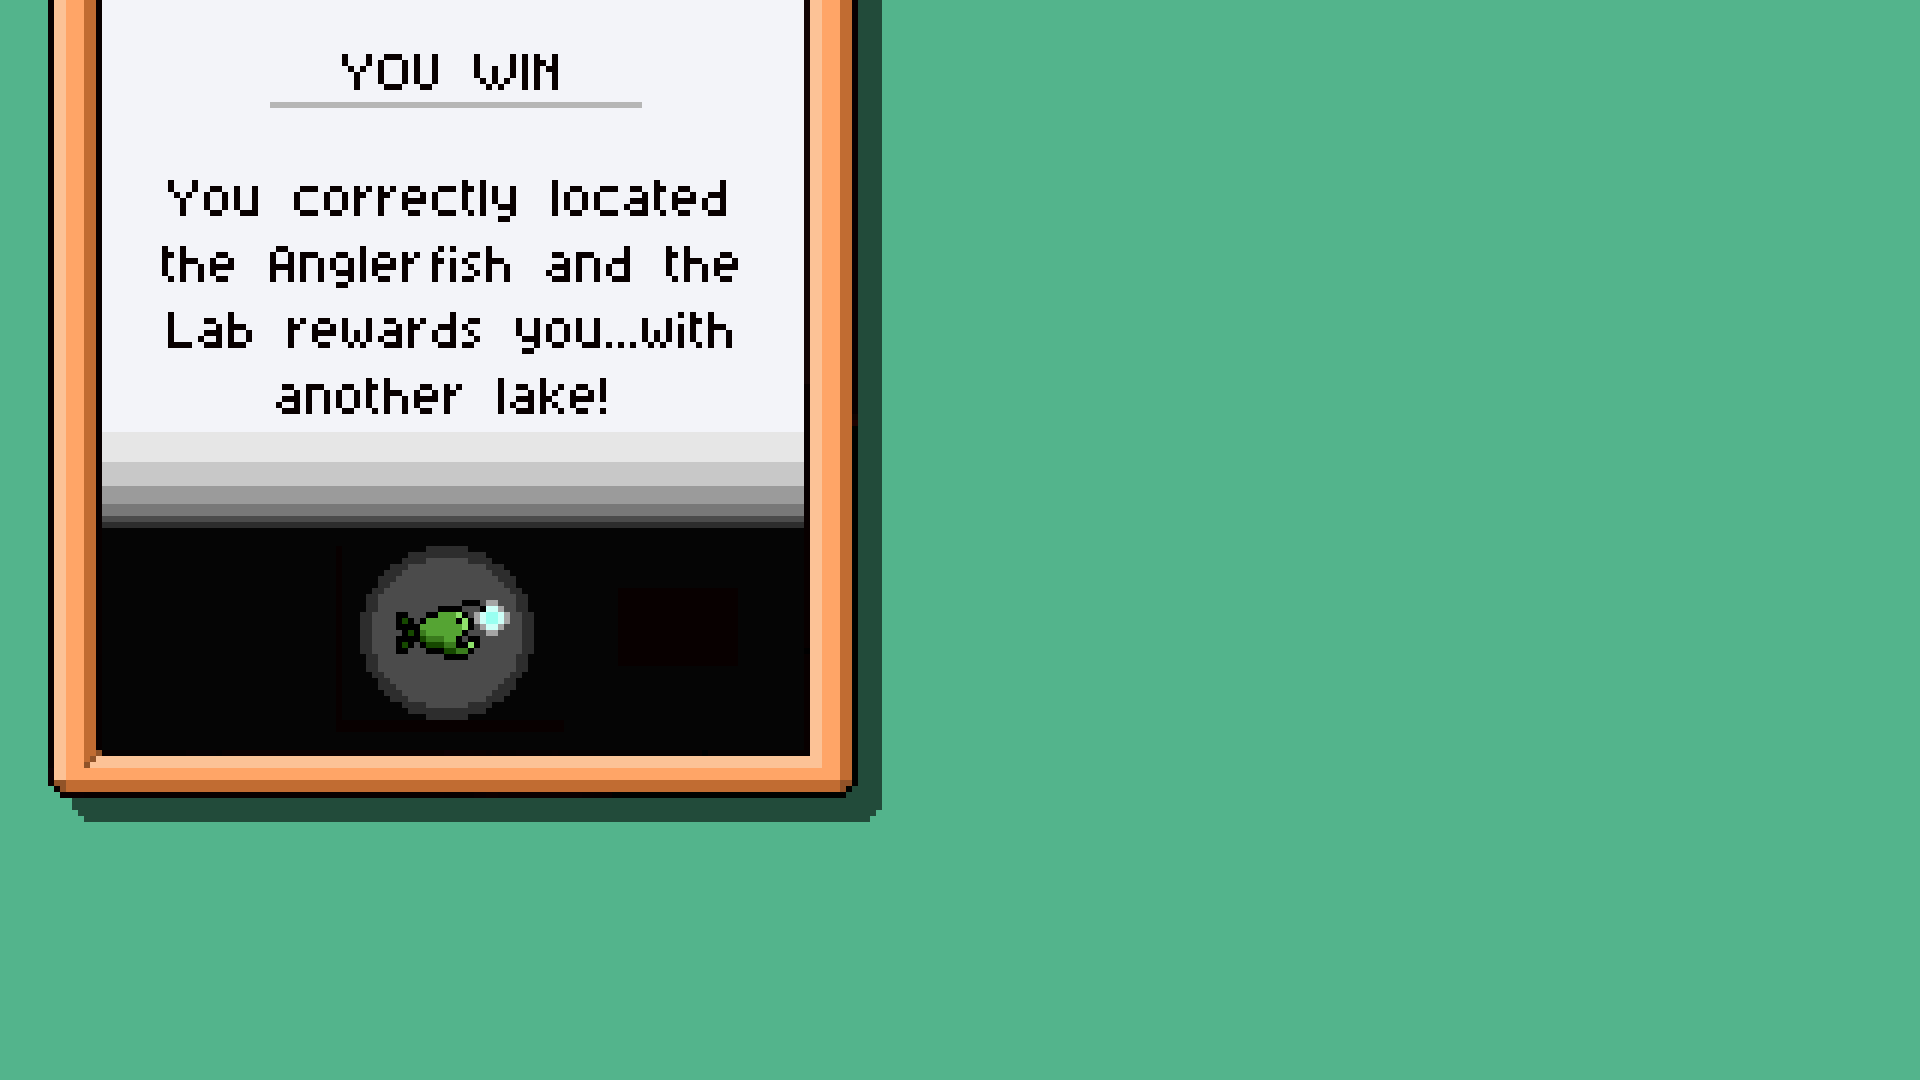 YOU WIN
You correctly located
the Anglerfish and the
Lab rewards you...with
another lake!